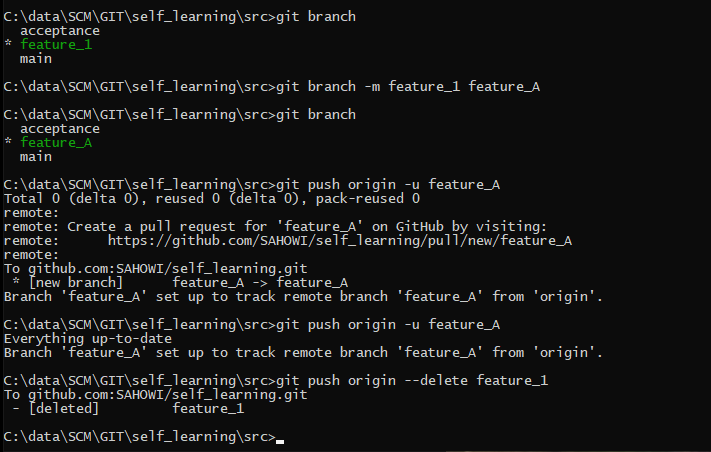 C:\data\SCM\GIT\self_learning\src>git branch
  acceptance
* feature_1
  main
C:\data\SCM\GIT\self_learning\src>git branch -m feature_1 feature_A
C:\data\SCM\GIT\self_learning\src>git branch
  acceptance
* feature_A
  main
C:\data\SCM\GIT\self_learning\src>git push origin -u feature_A
Total 0 (delta 0), reused 0 (delta 0), pack-reused 0
remote:
remote: Create a pull request for 'feature_A' on GitHub by visiting:
remote:      https://github.com/SAHOWI/self_learning/pull/new/feature_A
remote:
To github.com:SAHOWI/self_learning.git
 * [new branch]      feature_A -> feature_A
Branch 'feature_A' set up to track remote branch 'feature_A' from 'origin'.
C:\data\SCM\GIT\self_learning\src>git push origin -u feature_A
Everything up-to-date
Branch 'feature_A' set up to track remote branch 'feature_A' from 'origin'.
C:\data\SCM\GIT\self_learning\src>git push origin --delete feature_1
To github.com:SAHOWI/self_learning.git
 - [deleted]         feature_1
C:\data\SCM\GIT\self_learning\src>